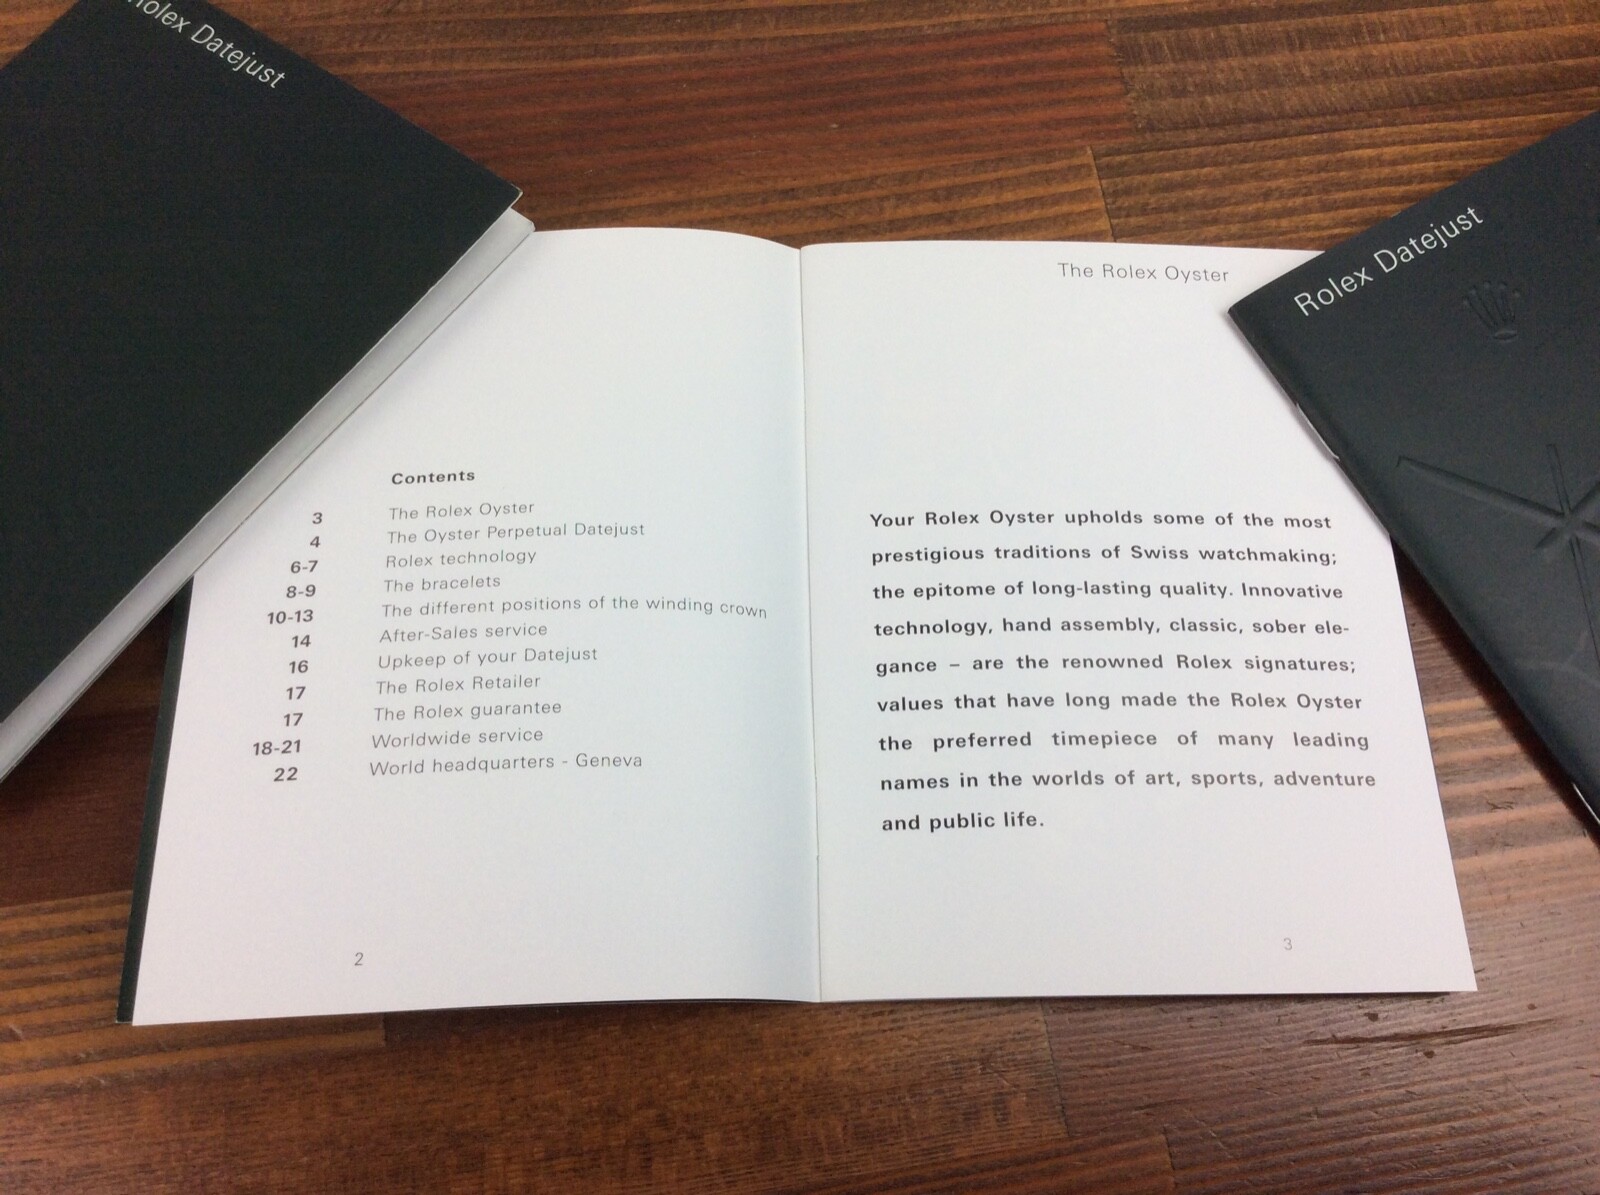 Rolex Datejust
Contents
3 The Rolex Oyster
4 The Oyster Perpetual Datejust
6-7 Rolex technology
8-9 The bracelets
10-13 The different positions of the winding crown
14 After-Sales service
16 Upkeep of your Datejust
17 The Rolex Retailer
17 The Rolex guarantee
18-21 Worldwide service
22 World headquarters - Geneva
2
The Rolex Oyster
Your Rolex Oyster upholds some of the most
prestigious traditions of Swiss watchmaking;
the epitome of long-lasting quality. Innovative
technology, hand assembly, classic, sober ele-
gance – are the renowned Rolex signatures;
values that have long made the Rolex Oyster
the preferred timepiece of many leading
names in the worlds of art, sports, adventure
and public life.
3
Rolex Datejust